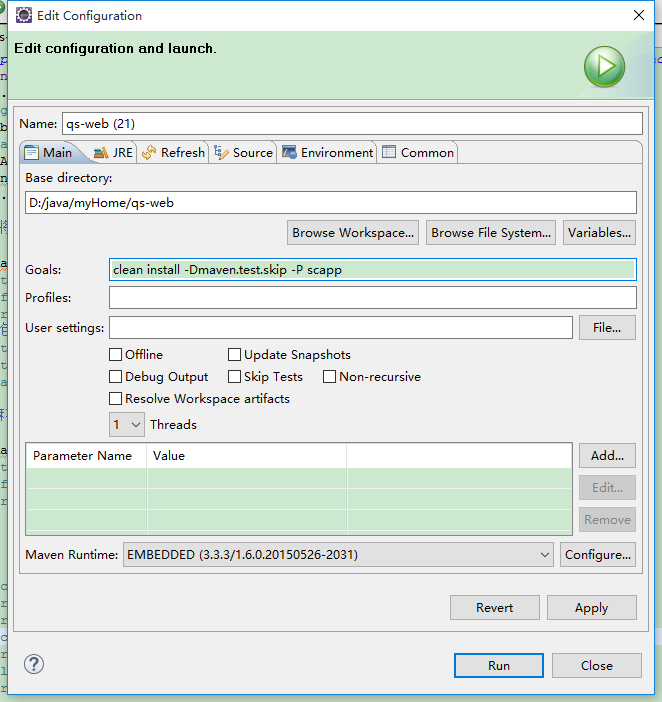 Edit Configuration
Edit configuration and launch.
Name: qs-web (21)
Main JRE Refresh Source Environment Common
Base directory:
D:/java/myHome/qs-web
Browse Workspace... Browse File System... Variables...
Goals: clean install -Dmaven.test.skip -P scapp
Profiles:
User settings: File...
Offline Update Snapshots
Debug Output Skip Tests Non-recursive
Resolve Workspace artifacts
1 Threads
Parameter Name Value Add...
Edit...
Remove
Maven Runtime: EMBEDDED (3.3.3/1.6.0.20150526-2031) Configure...
Revert Apply
? Run Close